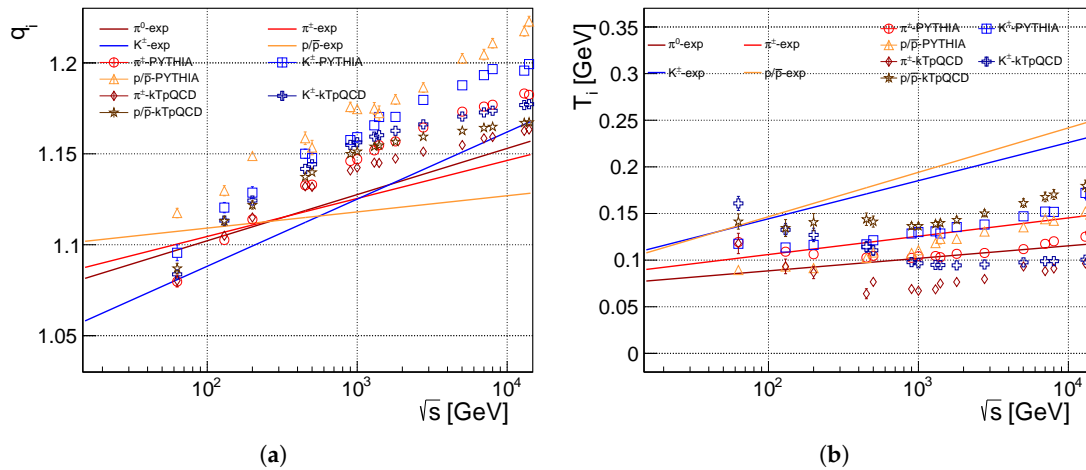 q_i
π⁰-exp
π±-exp
K±-exp
p/p̅-exp
π±-PYTHIA
K±-PYTHIA
p/p̅-PYTHIA
π±-kTpQCD
K±-kTpQCD
p/p̅-kTpQCD
1.2
1.15
1.1
1.05
10²
10³
10⁴
√s [GeV]
(a)
T_i [GeV]
π⁰-exp
π±-exp
K±-exp
p/p̅-exp
π±-PYTHIA
K±-PYTHIA
p/p̅-PYTHIA
π±-kTpQCD
K±-kTpQCD
p/p̅-kTpQCD
0.35
0.3
0.25
0.2
0.15
0.1
0.05
0
10²
10³
10⁴
√s [GeV]
(b)